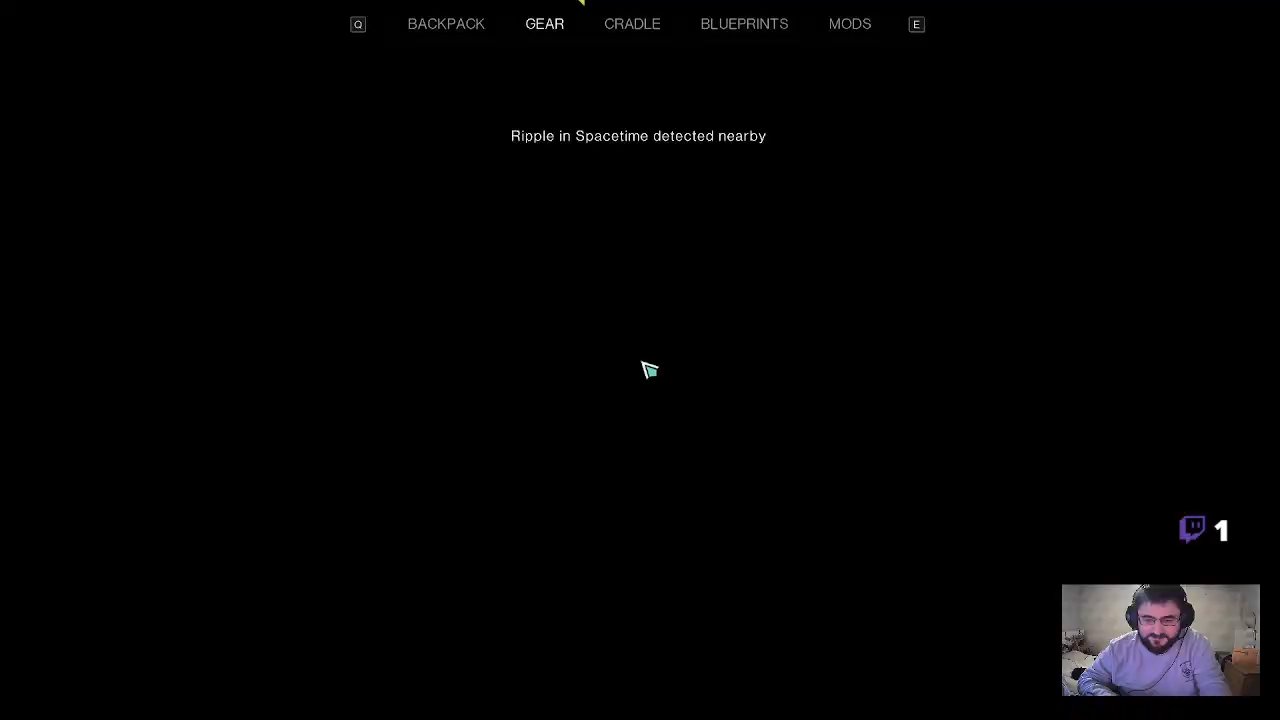 Q BACKPACK GEAR CRADLE BLUEPRINTS MODS E
Ripple in Spacetime detected nearby
1